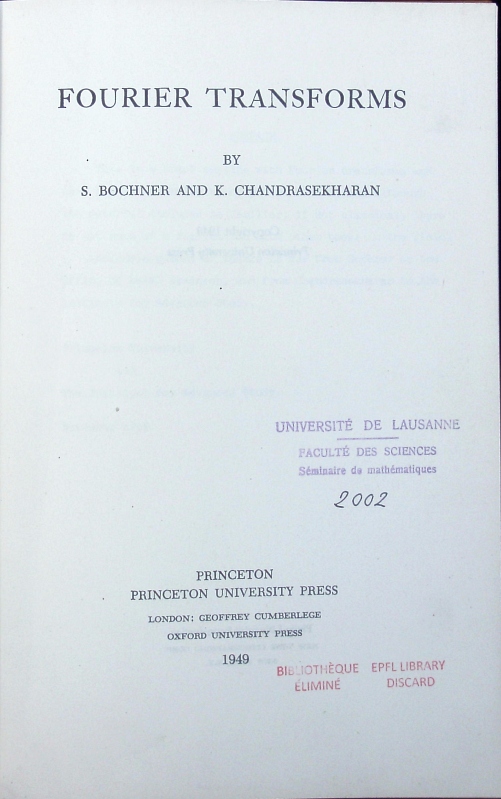 FOURIER TRANSFORMS
BY
S. BOCHNER AND K. CHANDRASEKHARAN
UNIVERSITÉ DE LAUSANNE
FACULTÉ DES SCIENCES
Séminaire de mathématiques
2002
PRINCETON
PRINCETON UNIVERSITY PRESS
LONDON: GEOFFREY CUMBERLEGE
OXFORD UNIVERSITY PRESS
1949
BIBLIOTHÈQUE EPFL LIBRARY
ÉLIMINÉ DISCARD